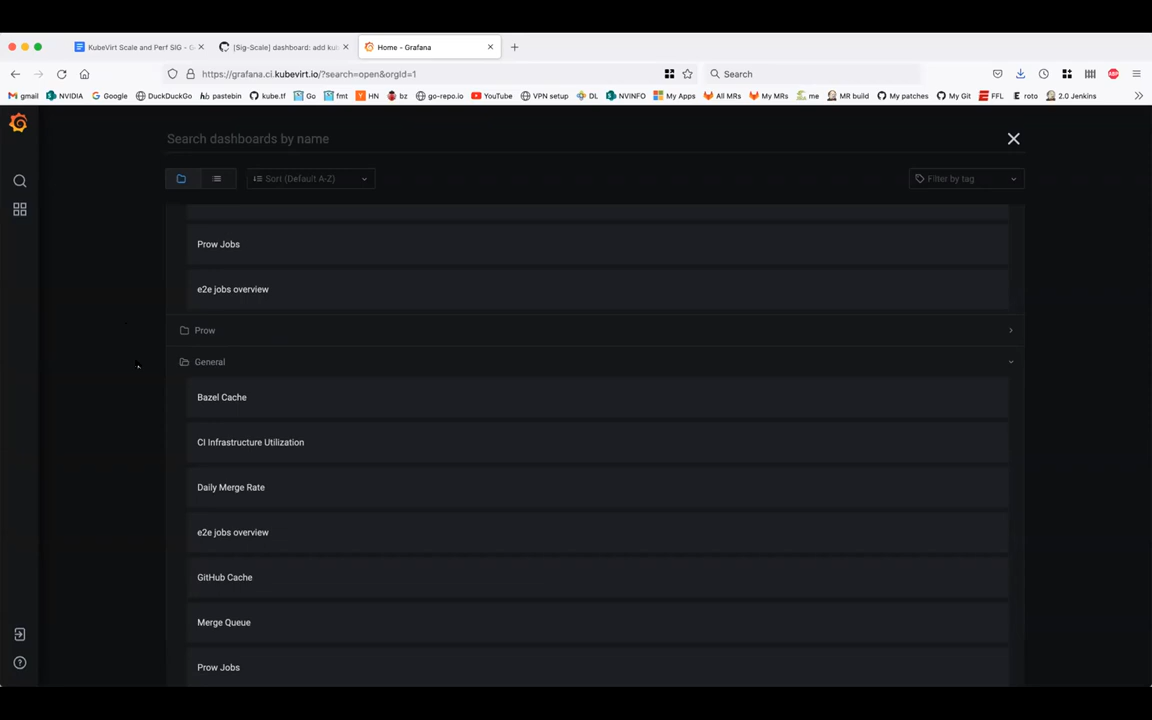 KubeVirt Scale and Perf SIG - G
[Sig-Scale] dashboard: add kub
Home - Grafana
https://grafana.ci.kubevirt.io/?search=open&orgId=1
Search
gmail NVIDIA Google DuckDuckGo pastebin kube.tf Go fmt HN bz go-repo.io YouTube VPN setup DL NVINFO My Apps All MRs My MRs me MR build My patches My Git FFL roto 2.0 Jenkins
Search dashboards by name
Sort (Default A-Z)
Filter by tag
Prow Jobs
e2e jobs overview
Prow
General
Bazel Cache
CI Infrastructure Utilization
Daily Merge Rate
e2e jobs overview
GitHub Cache
Merge Queue
Prow Jobs